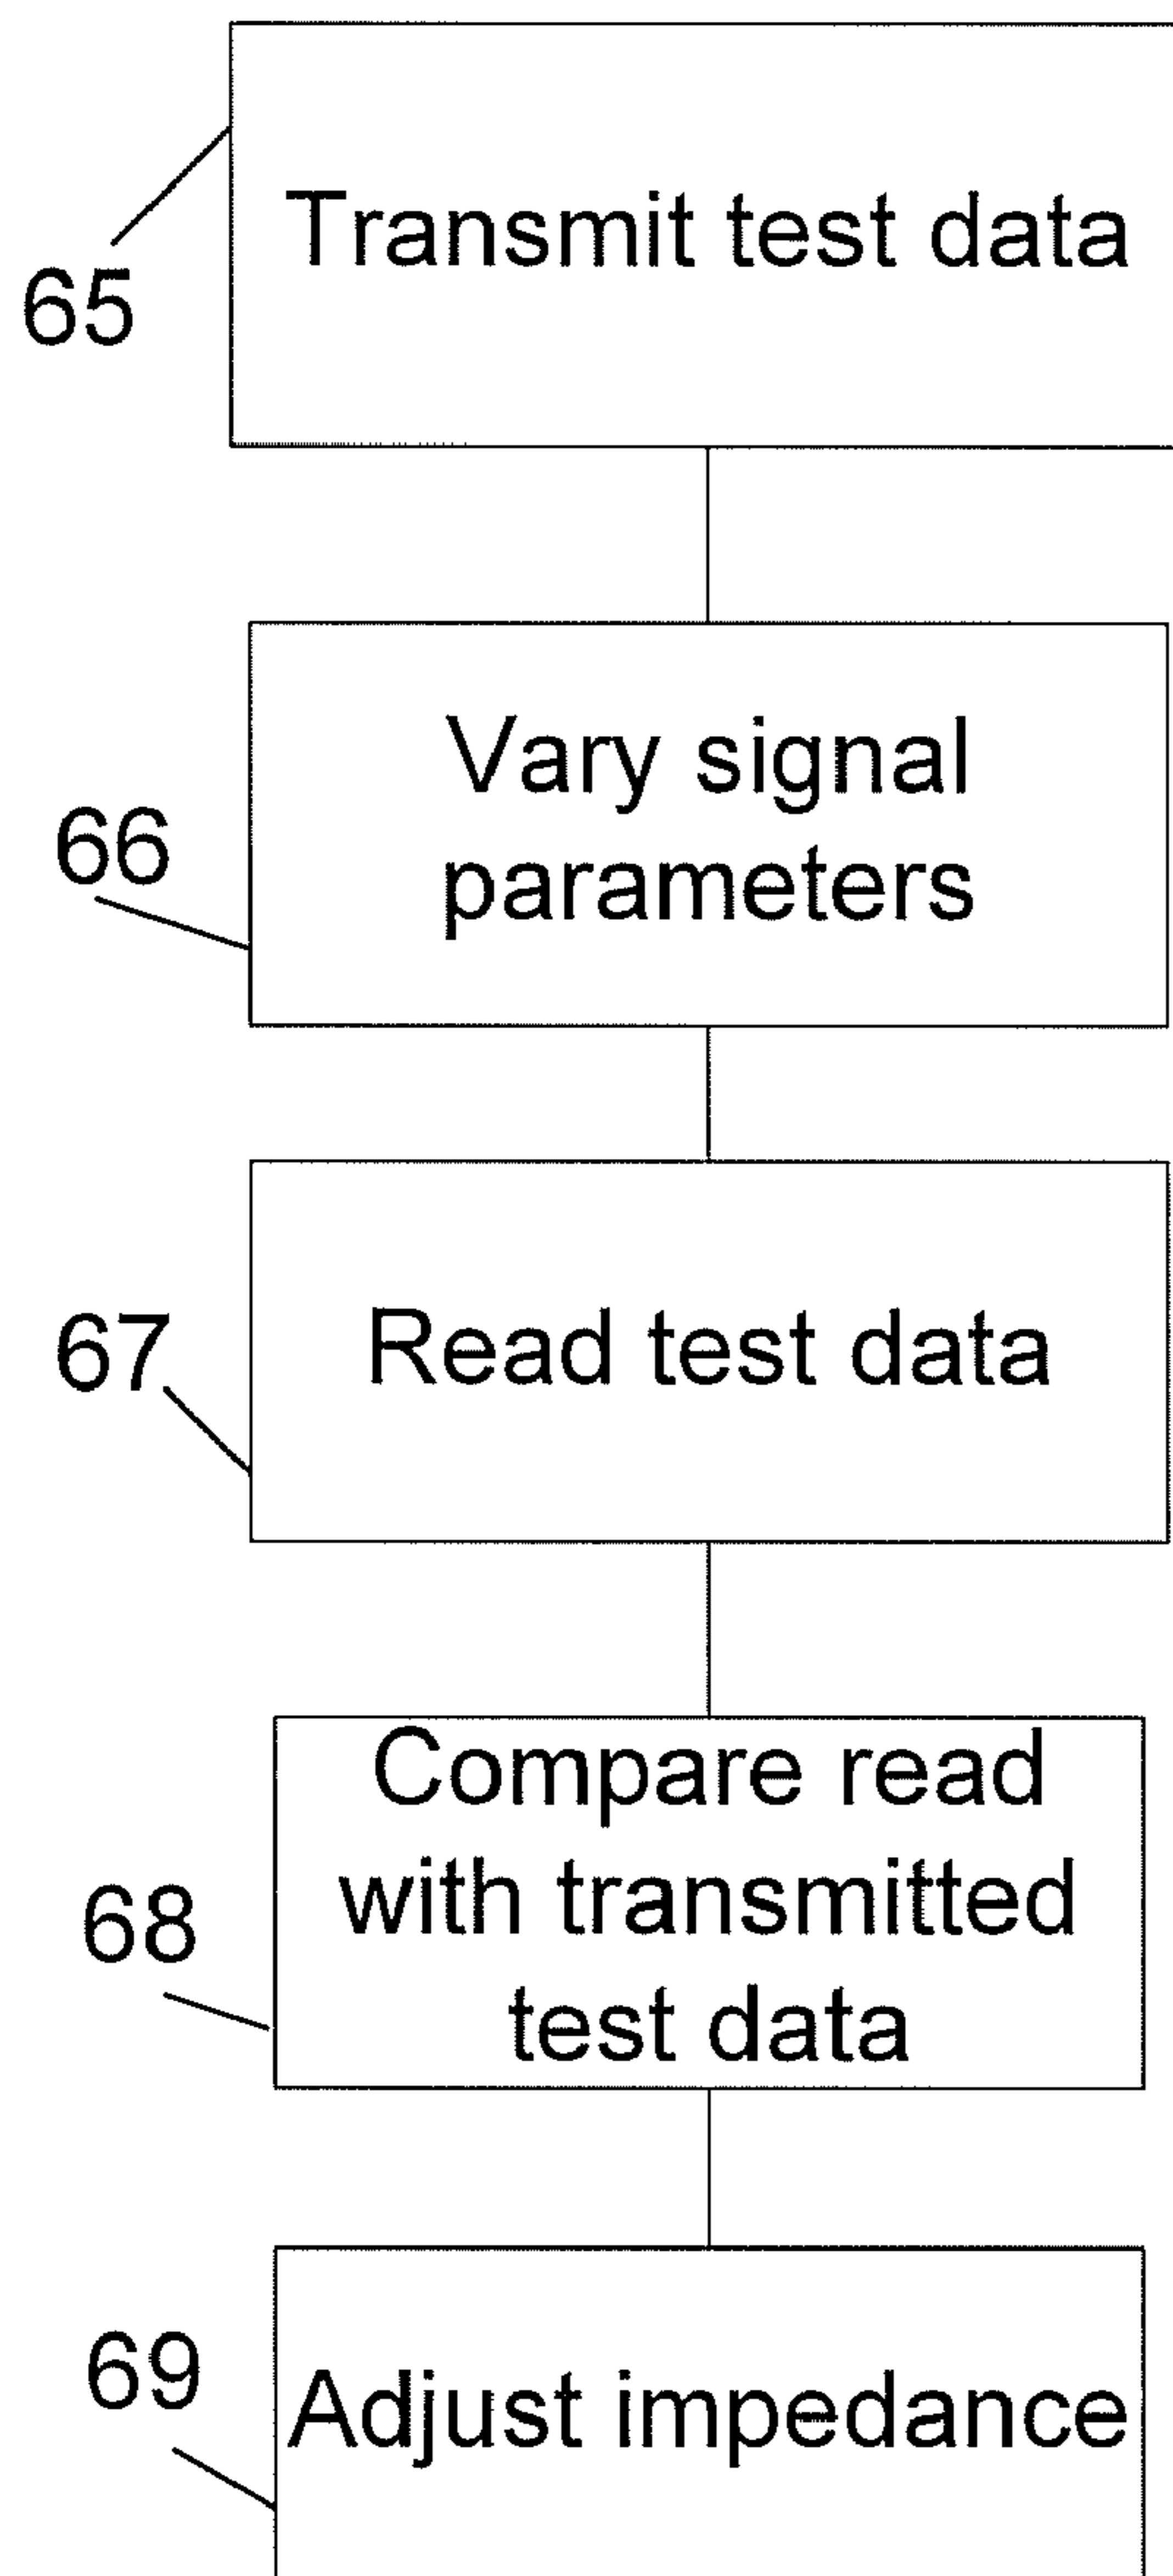 Transmit test data
65
Vary signal
parameters
66
Read test data
67
Compare read
with transmitted
test data
68
Adjust impedance
69